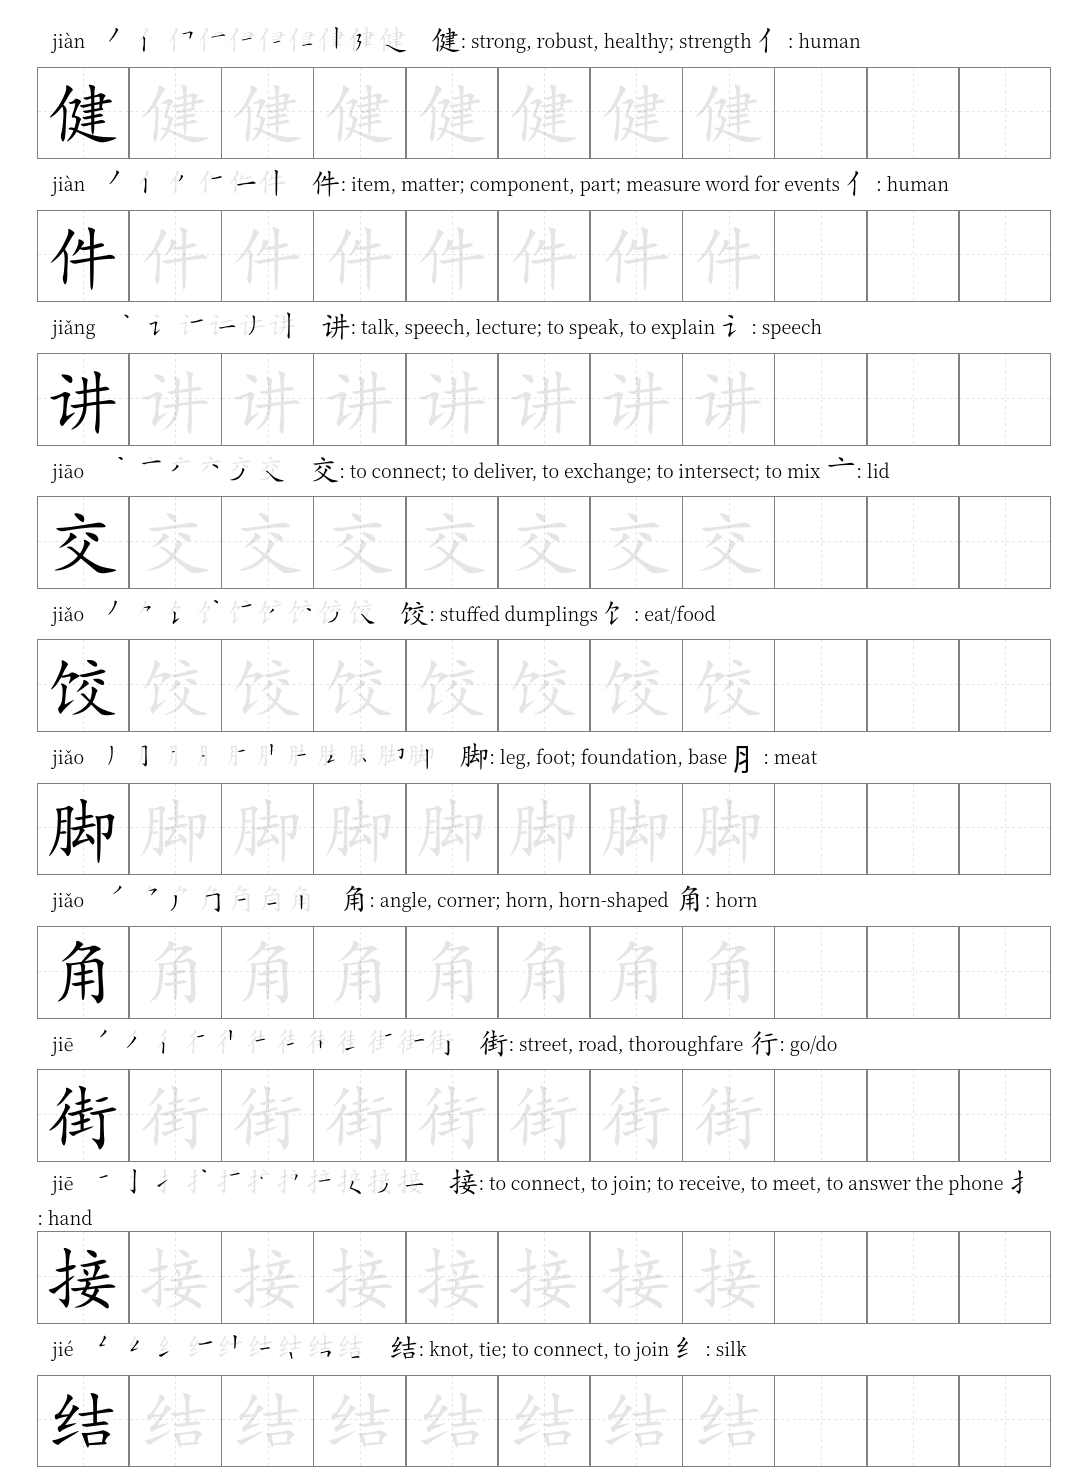 jiàn 健: strong, robust, healthy; strength 亻: human
健 健 健 健 健 健 健 健
jiàn 件: item, matter; component, part; measure word for events 亻: human
件 件 件 件 件 件 件 件
jiǎng 讲: talk, speech, lecture; to speak, to explain 讠: speech
讲 讲 讲 讲 讲 讲 讲 讲
jiāo 交: to connect; to deliver, to exchange; to intersect; to mix 亠: lid
交 交 交 交 交 交 交 交
jiǎo 饺: stuffed dumplings 饣: eat/food
饺 饺 饺 饺 饺 饺 饺 饺
jiǎo 脚: leg, foot; foundation, base ⺼: meat
脚 脚 脚 脚 脚 脚 脚 脚
jiǎo 角: angle, corner; horn, horn-shaped 角: horn
角 角 角 角 角 角 角 角
jiē 街: street, road, thoroughfare 行: go/do
街 街 街 街 街 街 街 街
jiē 接: to connect, to join; to receive, to meet, to answer the phone 扌
: hand
接 接 接 接 接 接 接 接
jié 结: knot, tie; to connect, to join 纟: silk
结 结 结 结 结 结 结 结